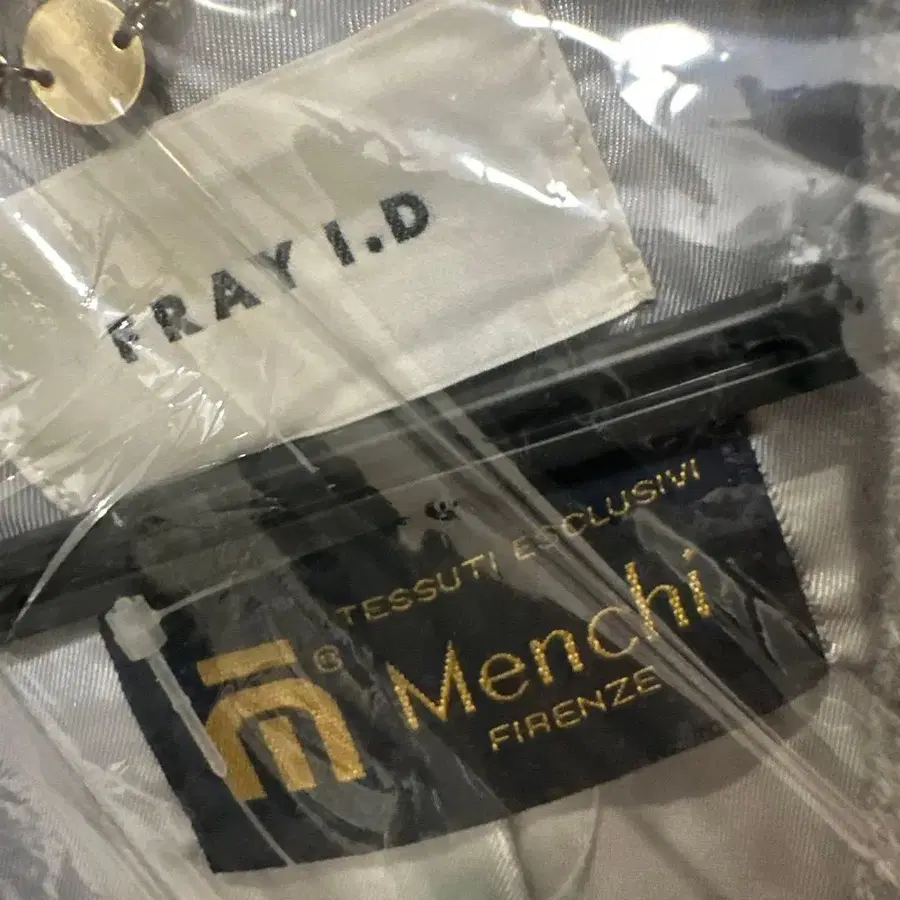 FRAY I.D
TESSUTI ESCLUSIVI
®
Menchi
FIRENZE